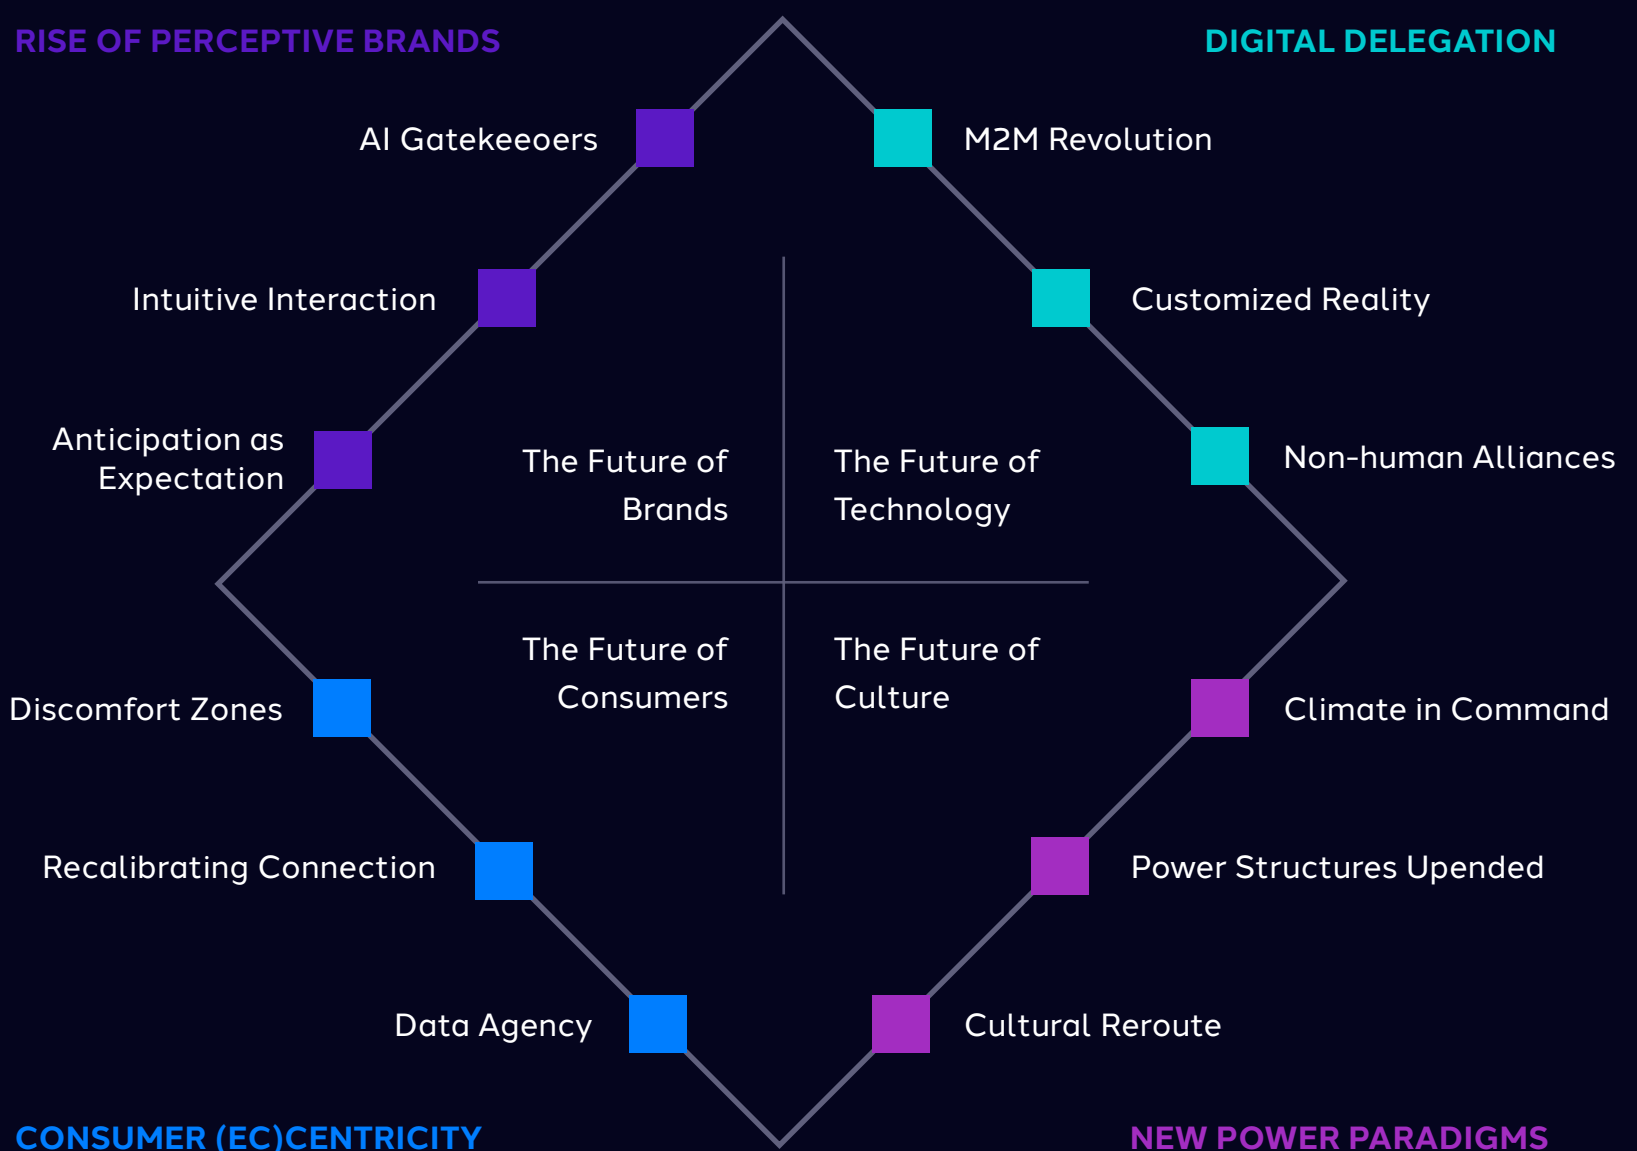 RISE OF PERCEPTIVE BRANDS
DIGITAL DELEGATION
AI Gatekeeoers
M2M Revolution
Intuitive Interaction
Customized Reality
Anticipation as
Expectation
The Future of
Brands
The Future of
Technology
Non-human Alliances
The Future of
Consumers
The Future of
Culture
Discomfort Zones
Climate in Command
Recalibrating Connection
Power Structures Upended
Data Agency
Cultural Reroute
CONSUMER (EC)CENTRICITY
NEW POWER PARADIGMS